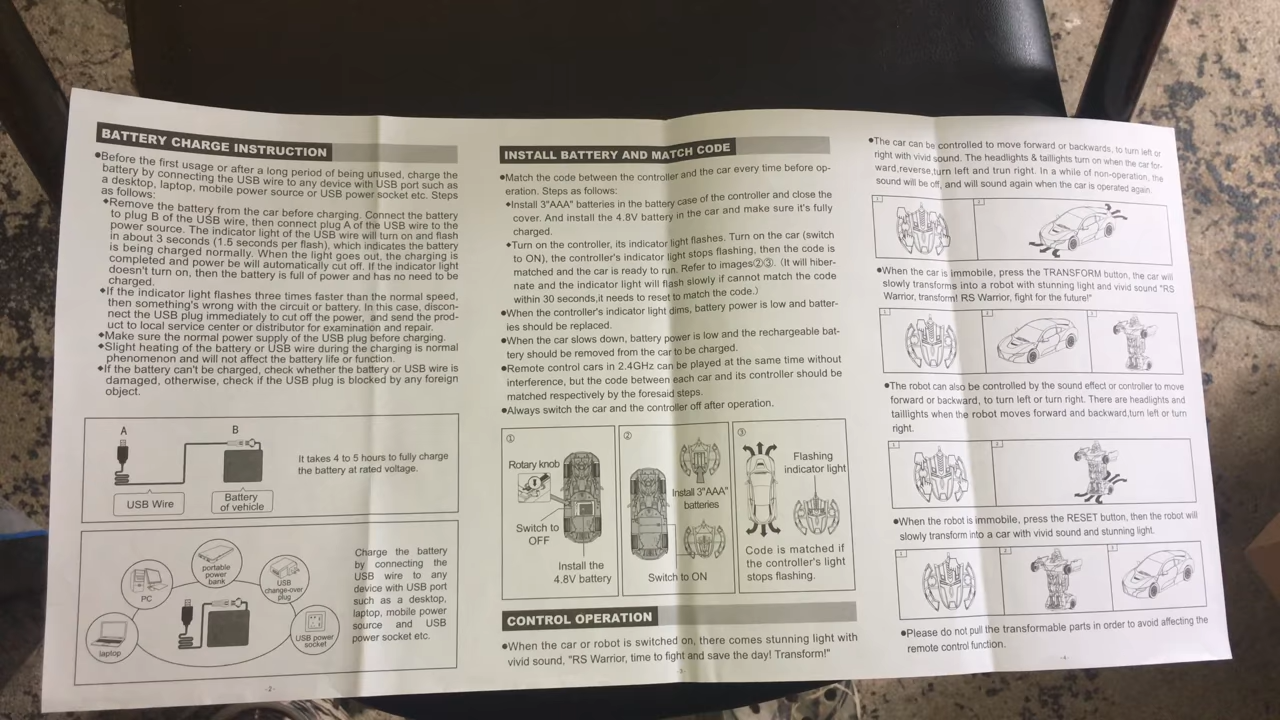 BATTERY CHARGE INSTRUCTION
●Before the first usage or after a long period of being unused, charge the
battery by connecting the USB wire to any device with USB port such as
a desktop, laptop, mobile power source or USB power socket etc. Steps
as follows:
◆Remove the battery from the car before charging. Connect the battery
to plug B of the USB wire, then connect plug A of the USB wire to the
power source. The indicator light of the USB wire will turn on and flash
in about 3 seconds (1.5 seconds per flash), which indicates the battery
is being charged normally. When the light goes out, the charging is
completed and power be will automatically cut off. If the indicator light
doesn't turn on, then the battery is full of power and has no need to be
charged.
◆If the indicator light flashes three times faster than the normal speed,
then something's wrong with the circuit or battery. In this case, discon-
nect the USB plug immediately to cut off the power, and send the prod-
uct to local service center or distributor for examination and repair.
◆Make sure the normal power supply of the USB plug before charging.
◆Slight heating of the battery or USB wire during the charging is normal
phenomenon and will not affect the battery life or function.
◆If the battery can't be charged, check whether the battery or USB wire is
damaged, otherwise, check if the USB plug is blocked by any foreign
object.
A
B
USB Wire
Battery
of vehicle
It takes 4 to 5 hours to fully charge
the battery at rated voltage.
PC
portable
power
bank
USB
change-over
plug
laptop
USB power
socket
Charge the battery
by connecting the
USB wire to any
device with USB port
such as a desktop,
laptop, mobile power
source and USB
power socket etc.
-2-
INSTALL BATTERY AND MATCH CODE
●Match the code between the controller and the car every time before op-
eration. Steps as follows:
◆Install 3"AAA" batteries in the battery case of the controller and close the
cover. And install the 4.8V battery in the car and make sure it's fully
charged.
◆Turn on the controller, its indicator light flashes. Turn on the car (switch
to ON), the controller's indicator light stops flashing, then the code is
matched and the car is ready to run. Refer to images②③. (It will hiber-
nate and the indicator light will flash slowly if cannot match the code
within 30 seconds,it needs to reset to match the code.)
●When the controller's indicator light dims, battery power is low and batter-
ies should be replaced.
●When the car slows down, battery power is low and the rechargeable bat-
tery should be removed from the car to be charged.
●Remote control cars in 2.4GHz can be played at the same time without
interference, but the code between each car and its controller should be
matched respectively by the foresaid steps.
●Always switch the car and the controller off after operation.
①
Rotary knob
Switch to
OFF
Install the
4.8V battery
②
Install 3"AAA"
batteries
Switch to ON
③
Flashing
indicator light
Code is matched if
the controller's light
stops flashing.
CONTROL OPERATION
●When the car or robot is switched on, there comes stunning light with
vivid sound, "RS Warrior, time to fight and save the day! Transform!"
-3-
●The car can be controlled to move forward or backwards, to turn left or
right with vivid sound. The headlights & taillights turn on when the car for-
ward,reverse,turn left and trun right. In a while of non-operation, the
sound will be off, and will sound again when the car is operated again.
1
2
●When the car is immobile, press the TRANSFORM button, the car will
slowly transforms into a robot with stunning light and vivid sound "RS
Warrior, transform! RS Warrior, fight for the future!"
1
2
3
●The robot can also be controlled by the sound effect or controller to move
forward or backward, to turn left or turn right. There are headlights and
taillights when the robot moves forward and backward,turn left or turn
right.
●When the robot is immobile, press the RESET button, then the robot will
slowly transform into a car with vivid sound and stunning light.
1
2
3
●Please do not pull the transformable parts in order to avoid affecting the
remote control function.
-4-